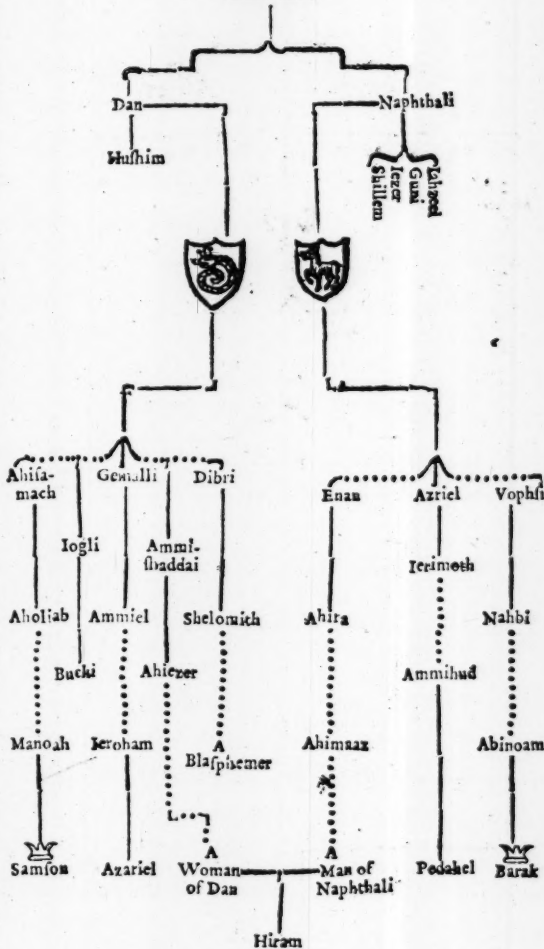 Dan
Naphthali
Huſhim
Iahzeel
Guni
Iezer
Shillem
Ahiſa-
mach
Gemalli
Dibri
Enan
Azriel
Vophſi
Iogli
Ammi-
ſhaddai
Ierimoth
Aholiab
Ammiel
Shelomith
Ahira
Nahbi
Bucki
Ahiezer
Ammihud
Manoah
Ieroham
A
Blaſphemer
Ahimaaz
Abinoam
Samſon
Azariel
A
Woman
of Dan
A
Man of
Naphthali
Pedahel
Barak
Hiram